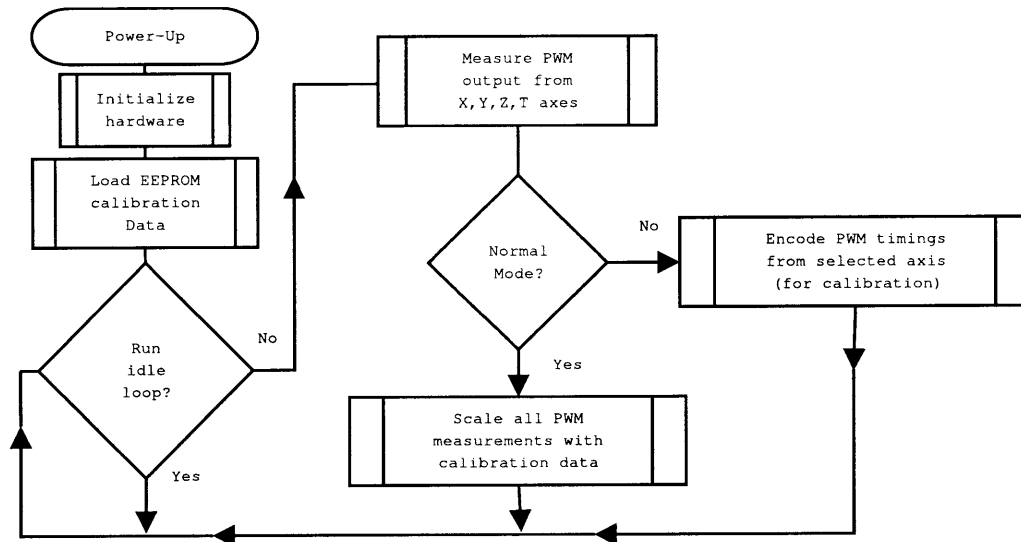 Power-Up
Initialize
hardware
Load EEPROM
calibration
Data
Run
idle
loop?
No
Yes
Measure PWM
output from
X,Y,Z,T axes
Normal
Mode?
No
Yes
Encode PWM timings
from selected axis
(for calibration)
Scale all PWM
measurements with
calibration data